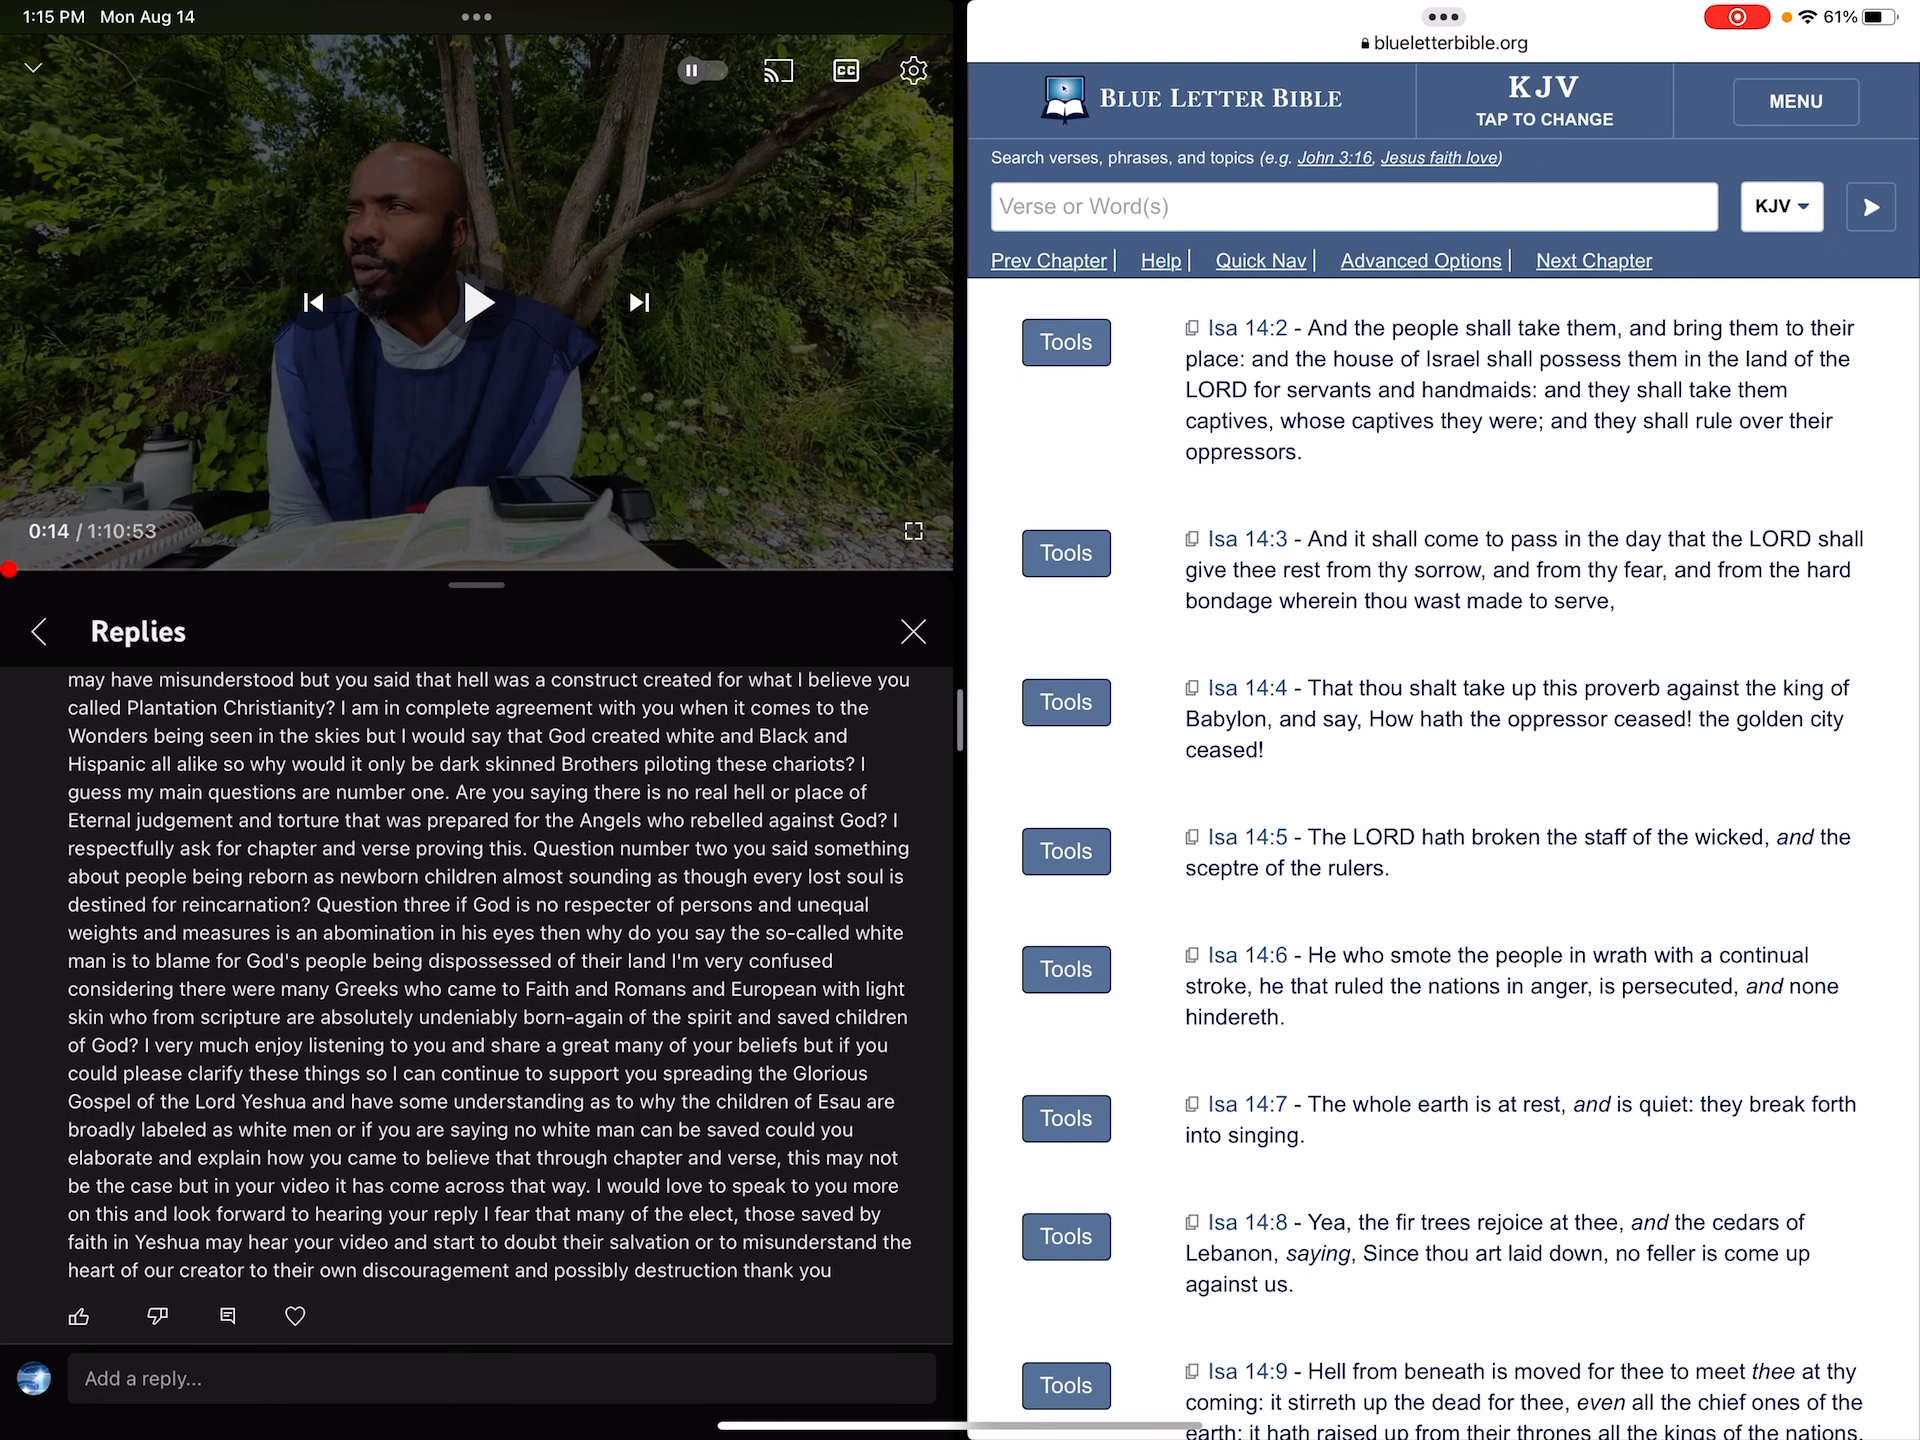 1:15 PM Mon Aug 14
61%
CC
0:14 / 1:10:53
Replies
may have misunderstood but you said that hell was a construct created for what I believe you
called Plantation Christianity? I am in complete agreement with you when it comes to the
Wonders being seen in the skies but I would say that God created white and Black and
Hispanic all alike so why would it only be dark skinned Brothers piloting these chariots? I
guess my main questions are number one. Are you saying there is no real hell or place of
Eternal judgement and torture that was prepared for the Angels who rebelled against God? I
respectfully ask for chapter and verse proving this. Question number two you said something
about people being reborn as newborn children almost sounding as though every lost soul is
destined for reincarnation? Question three if God is no respecter of persons and unequal
weights and measures is an abomination in his eyes then why do you say the so-called white
man is to blame for God's people being dispossessed of their land I'm very confused
considering there were many Greeks who came to Faith and Romans and European with light
skin who from scripture are absolutely undeniably born-again of the spirit and saved children
of God? I very much enjoy listening to you and share a great many of your beliefs but if you
could please clarify these things so I can continue to support you spreading the Glorious
Gospel of the Lord Yeshua and have some understanding as to why the children of Esau are
broadly labeled as white men or if you are saying no white man can be saved could you
elaborate and explain how you came to believe that through chapter and verse, this may not
be the case but in your video it has come across that way. I would love to speak to you more
on this and look forward to hearing your reply I fear that many of the elect, those saved by
faith in Yeshua may hear your video and start to doubt their salvation or to misunderstand the
heart of our creator to their own discouragement and possibly destruction thank you
Add a reply...
blueletterbible.org
BLUE LETTER BIBLE
KJV
TAP TO CHANGE
MENU
Search verses, phrases, and topics (e.g. John 3:16, Jesus faith love)
Verse or Word(s)
KJV
Prev Chapter | Help | Quick Nav | Advanced Options | Next Chapter
Tools
Isa 14:2 - And the people shall take them, and bring them to their
place: and the house of Israel shall possess them in the land of the
LORD for servants and handmaids: and they shall take them
captives, whose captives they were; and they shall rule over their
oppressors.
Tools
Isa 14:3 - And it shall come to pass in the day that the LORD shall
give thee rest from thy sorrow, and from thy fear, and from the hard
bondage wherein thou wast made to serve,
Tools
Isa 14:4 - That thou shalt take up this proverb against the king of
Babylon, and say, How hath the oppressor ceased! the golden city
ceased!
Tools
Isa 14:5 - The LORD hath broken the staff of the wicked, and the
sceptre of the rulers.
Tools
Isa 14:6 - He who smote the people in wrath with a continual
stroke, he that ruled the nations in anger, is persecuted, and none
hindereth.
Tools
Isa 14:7 - The whole earth is at rest, and is quiet: they break forth
into singing.
Tools
Isa 14:8 - Yea, the fir trees rejoice at thee, and the cedars of
Lebanon, saying, Since thou art laid down, no feller is come up
against us.
Tools
Isa 14:9 - Hell from beneath is moved for thee to meet thee at thy
coming: it stirreth up the dead for thee, even all the chief ones of the
earth; it hath raised up from their thrones all the kings of the nations.